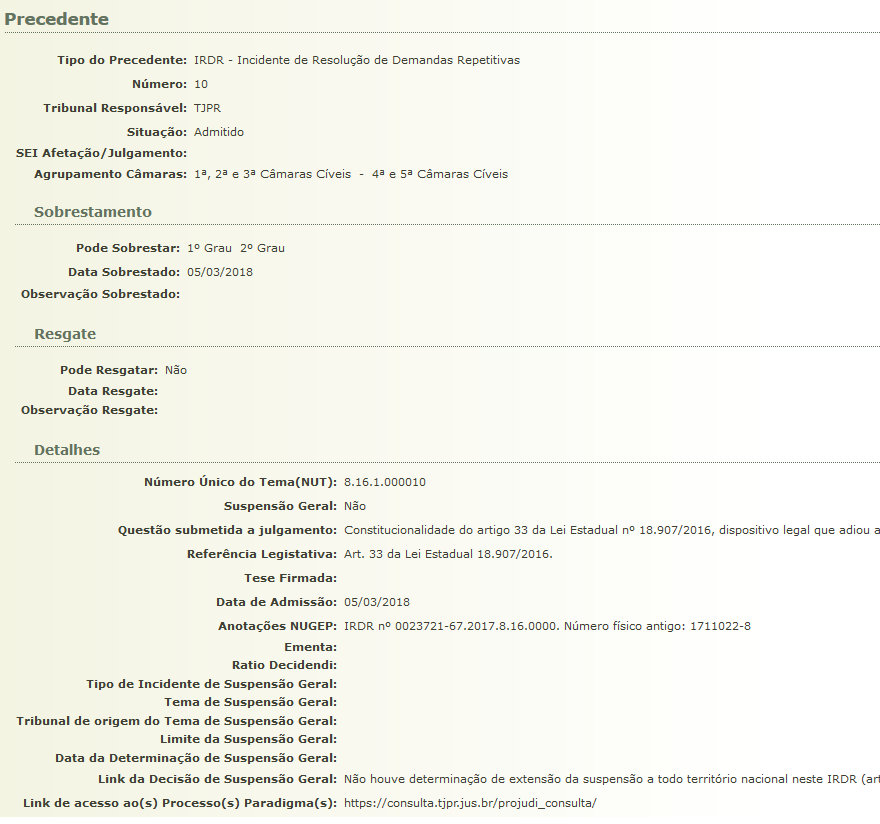 Precedente
Tipo do Precedente: IRDR - Incidente de Resolução de Demandas Repetitivas
Número: 10
Tribunal Responsável: TJPR
Situação: Admitido
SEI Afetação/Julgamento:
Agrupamento Câmaras: 1ª, 2ª e 3ª Câmaras Cíveis - 4ª e 5ª Câmaras Cíveis
Sobrestamento
Pode Sobrestar: 1º Grau 2º Grau
Data Sobrestado: 05/03/2018
Observação Sobrestado:
Resgate
Pode Resgatar: Não
Data Resgate:
Observação Resgate:
Detalhes
Número Único do Tema(NUT): 8.16.1.000010
Suspensão Geral: Não
Questão submetida a julgamento: Constitucionalidade do artigo 33 da Lei Estadual nº 18.907/2016, dispositivo legal que adiou a
Referência Legislativa: Art. 33 da Lei Estadual 18.907/2016.
Tese Firmada:
Data de Admissão: 05/03/2018
Anotações NUGEP: IRDR nº 0023721-67.2017.8.16.0000. Número físico antigo: 1711022-8
Ementa:
Ratio Decidendi:
Tipo de Incidente de Suspensão Geral:
Tema de Suspensão Geral:
Tribunal de origem do Tema de Suspensão Geral:
Limite da Suspensão Geral:
Data da Determinação de Suspensão Geral:
Link da Decisão de Suspensão Geral: Não houve determinação de extensão da suspensão a todo território nacional neste IRDR (art
Link de acesso ao(s) Processo(s) Paradigma(s): https://consulta.tjpr.jus.br/projudi_consulta/